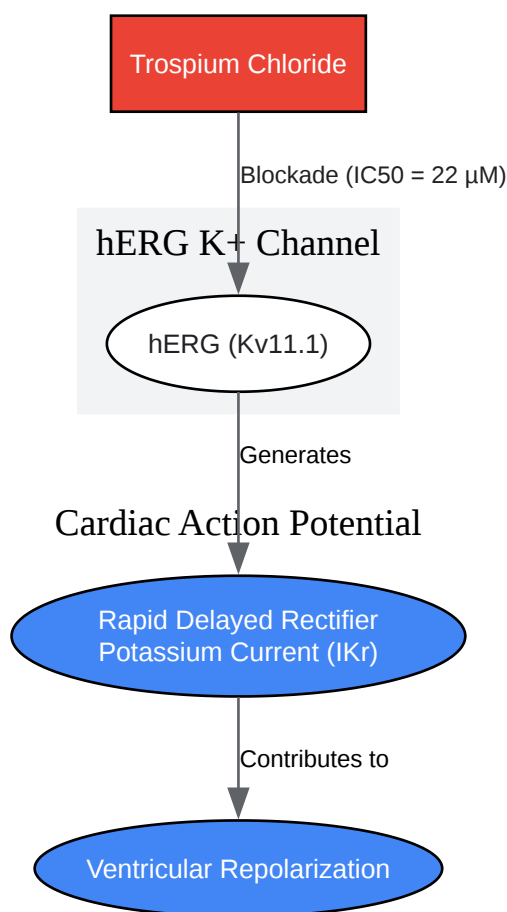 Trospium Chloride
Blockade (IC50 = 22 µM)
hERG K+ Channel
hERG (Kv11.1)
Generates
Cardiac Action Potential
Rapid Delayed Rectifier
Potassium Current (IKr)
Contributes to
Ventricular Repolarization